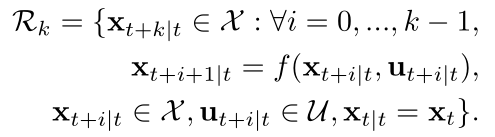 $\mathcal{R}_k = \{\mathbf{x}_{t+k|t} \in \mathcal{X} : \forall i = 0, ..., k-1,$
$\mathbf{x}_{t+i+1|t} = f(\mathbf{x}_{t+i|t}, \mathbf{u}_{t+i|t}),$
$\mathbf{x}_{t+i|t} \in \mathcal{X}, \mathbf{u}_{t+i|t} \in \mathcal{U}, \mathbf{x}_{t|t} = \mathbf{x}_t\}.$